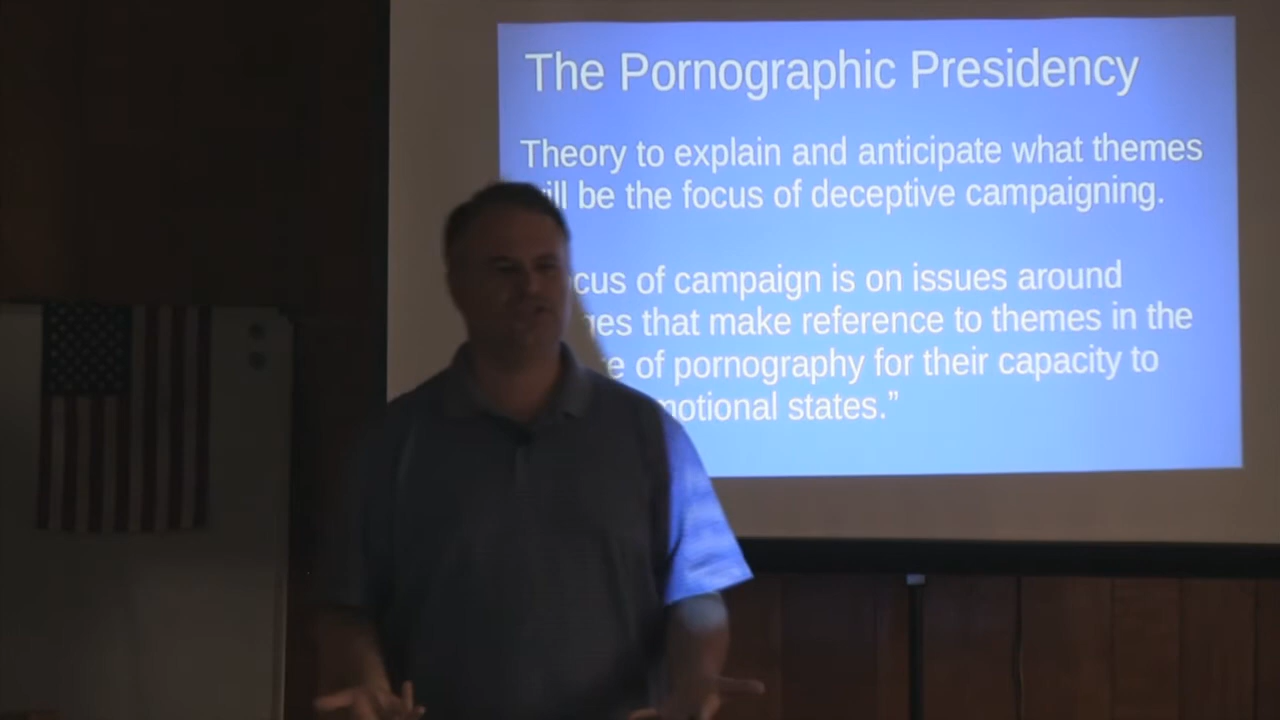 The Pornographic Presidency
Theory to explain and anticipate what themes
will be the focus of deceptive campaigning.
of campaign is on issues around
that make reference to themes in the
of pornography for their capacity to
emotional states.”